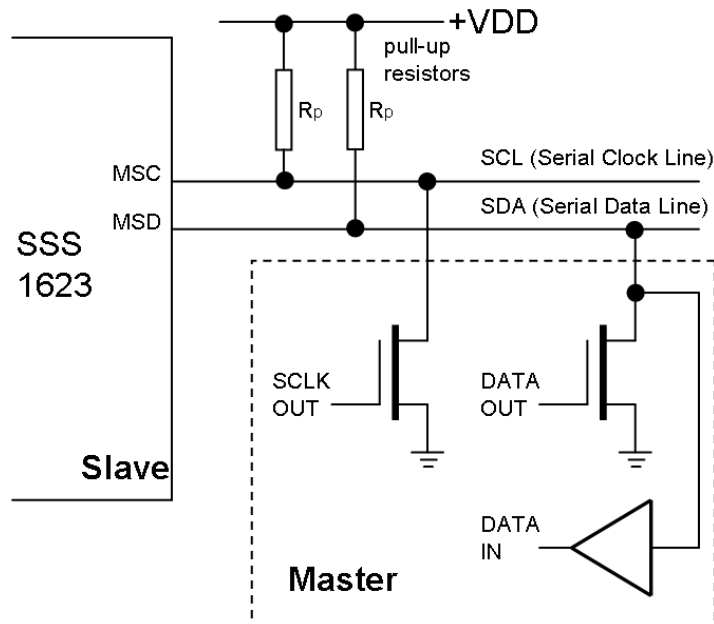 +VDD
pull-up
resistors
Rp
Rp
MSC
SCL (Serial Clock Line)
MSD
SDA (Serial Data Line)
SSS
1623
SCLK
OUT
DATA
OUT
Slave
DATA
IN
Master